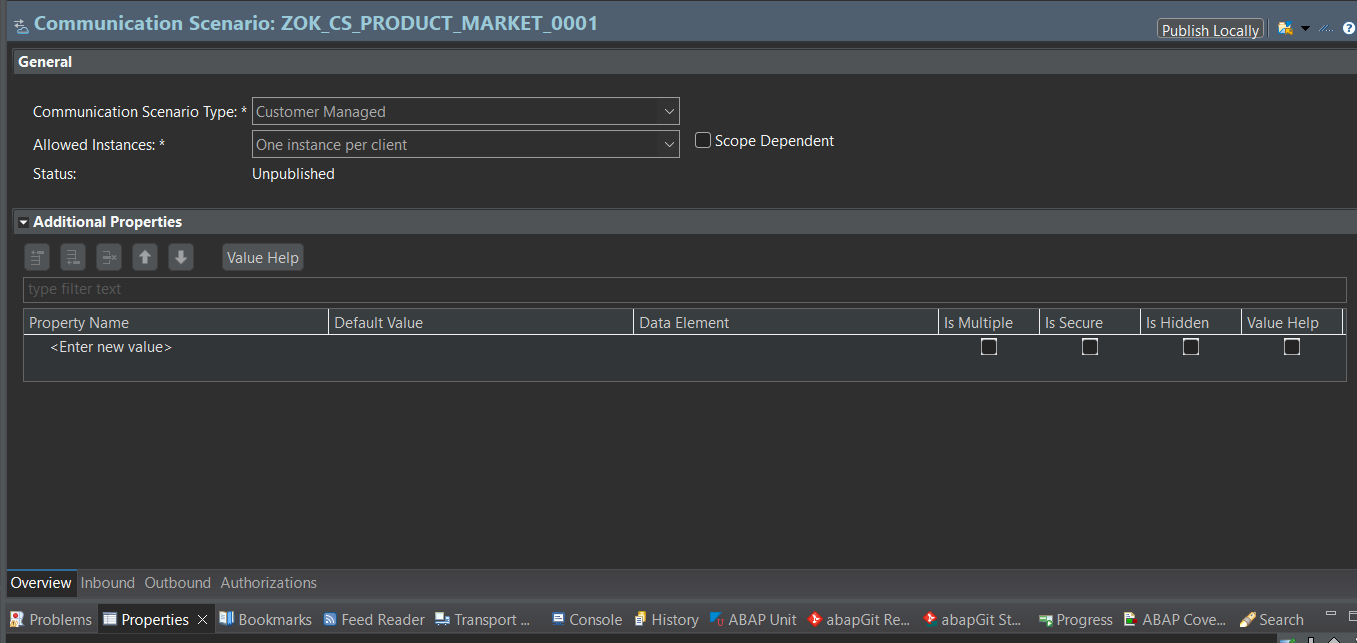 Communication Scenario: ZOK_CS_PRODUCT_MARKET_0001
Publish Locally
General
Communication Scenario Type: * Customer Managed
Allowed Instances: * One instance per client Scope Dependent
Status: Unpublished
Additional Properties
Value Help
type filter text
Property Name Default Value Data Element Is Multiple Is Secure Is Hidden Value Help
<Enter new value>
Overview Inbound Outbound Authorizations
Problems Properties Bookmarks Feed Reader Transport ... Console History ABAP Unit abapGit Re... abapGit St... Progress ABAP Cove... Search